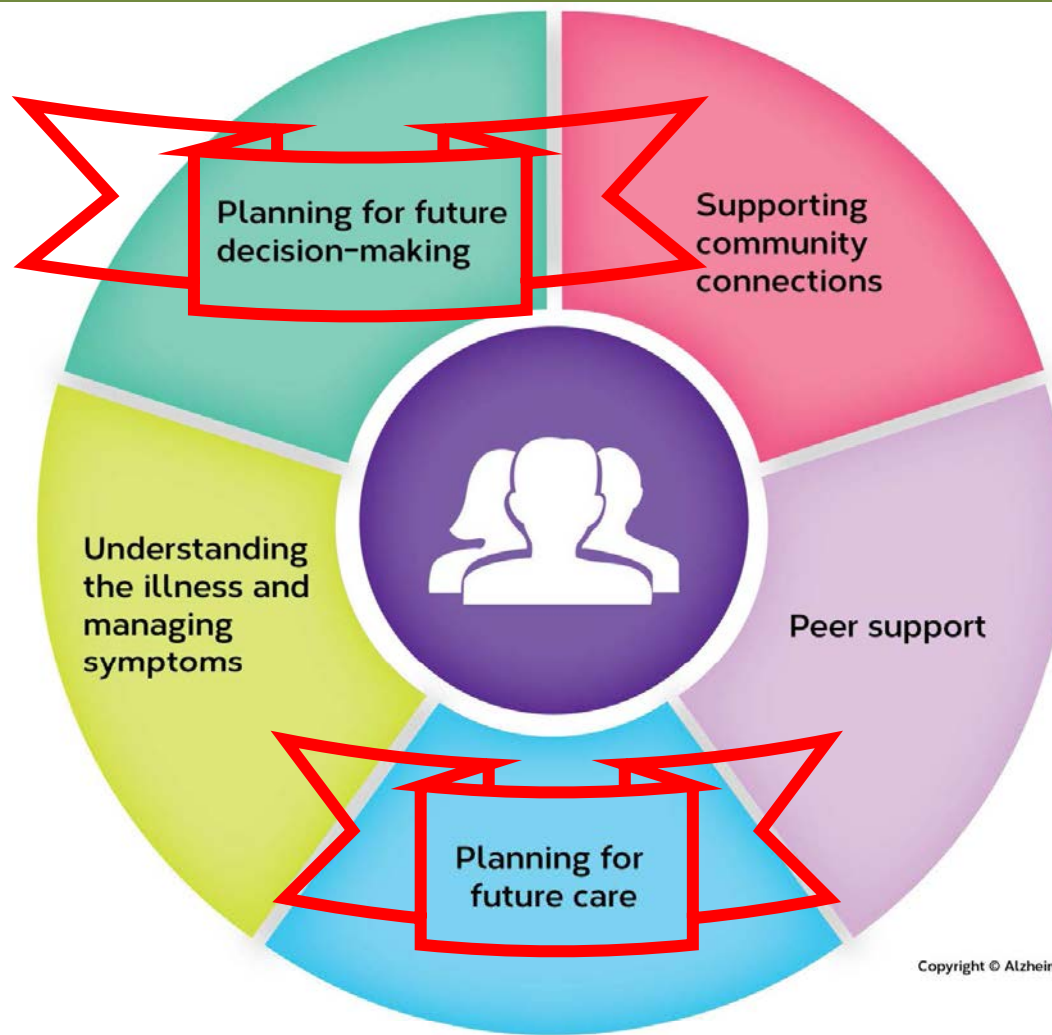 Planning for future
decision-making
Supporting
community
connections
Understanding
the illness and
managing
symptoms
Peer support
Planning for
future care
Copyright © Alzhein